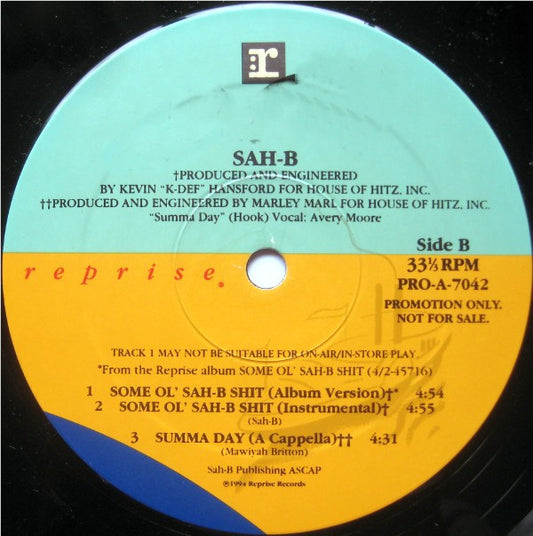 r
SAH-B
†PRODUCED AND ENGINEERED
BY KEVIN "K-DEF" HANSFORD FOR HOUSE OF HITZ, INC.
††PRODUCED AND ENGINEERED BY MARLEY MARL FOR HOUSE OF HITZ, INC.
"Summa Day" (Hook) Vocal: Avery Moore
reprise
Side B
33⅓ RPM
PRO-A-7042
PROMOTION ONLY.
NOT FOR SALE.
TRACK 1 MAY NOT BE SUITABLE FOR ON-AIR/IN-STORE PLAY.
*From the Reprise album SOME OL' SAH-B SHIT (4/2-45716)
1 SOME OL' SAH-B SHIT (Album Version)†* 4:54
2 SOME OL' SAH-B SHIT (Instrumental)† 4:55
(Sah-B)
3 SUMMA DAY (A Cappella)†† 4:31
(Mawiyah Britton)
Sah-B Publishing ASCAP
℗1994 Reprise Records